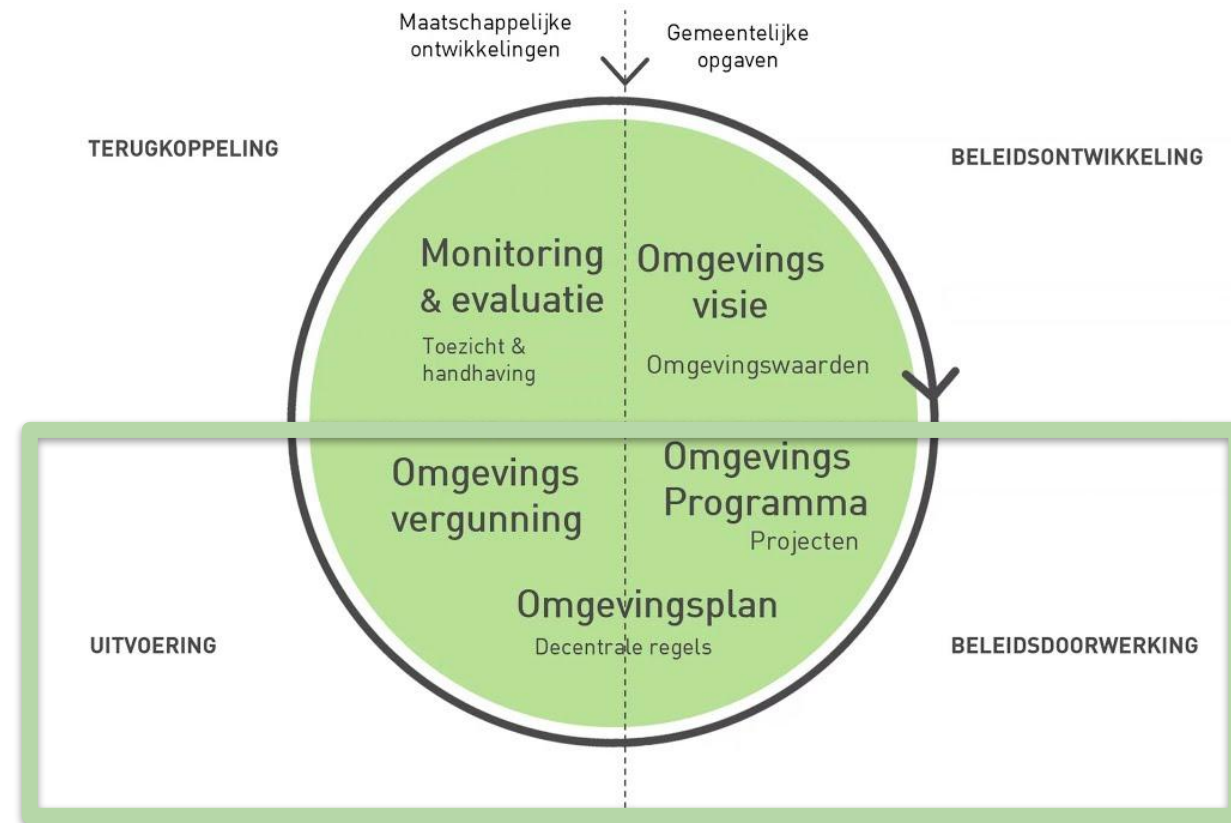 Maatschappelijke
ontwikkelingen
Gemeentelijke
opgaven
TERUGKOPPELING
BELEIDSONTWIKKELING
Monitoring
& evaluatie
Toezicht &
handhaving
Omgevings
visie
Omgevingswaarden
Omgevings
vergunning
Omgevings
Programma
Projecten
Omgevingsplan
Decentrale regels
UITVOERING
BELEIDSDOORWERKING